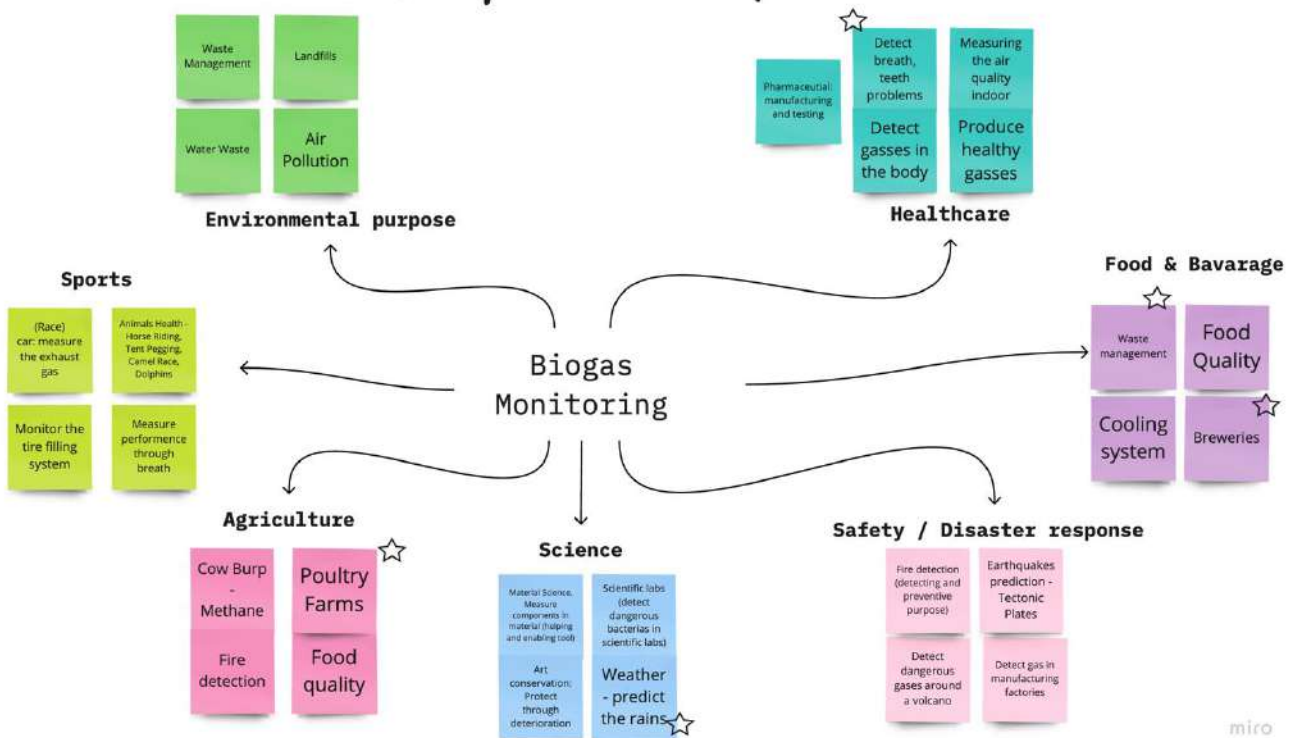 Waste
Management
Landfills
Water Waste
Air
Pollution
Environmental purpose
Pharmaceutial:
manufacturing
and testing
Detect
breath,
teeth
problems
Measuring
the air
quality
indoor
Detect
gasses in
the body
Produce
healthy
gasses
Healthcare
Sports
(Race)
car: measure
the exhaust
gas
Animals Health -
Horse Riding,
Tent Pegging,
Camel Race,
Dolphins
Monitor the
tire filling
system
Measure
performence
through
breath
Biogas
Monitoring
Food & Bavarage
Waste
management
Food
Quality
Cooling
system
Breweries
Agriculture
Cow Burp
-
Methane
Poultry
Farms
Fire
detection
Food
quality
Science
Material Science,
Measure
components in
material (helping
and enabling tool)
Scientific labs
(detect
dangerous
bacterias in
scientific labs)
Art
conservation:
Protect
through
deterioration
Weather
- predict
the rains
Safety / Disaster response
Fire detection
(detecting and
preventive
purpose)
Earthquakes
prediction -
Tectonic
Plates
Detect
dangerous
gases around
a volcano
Detect gas in
manufacturing
factories
miro